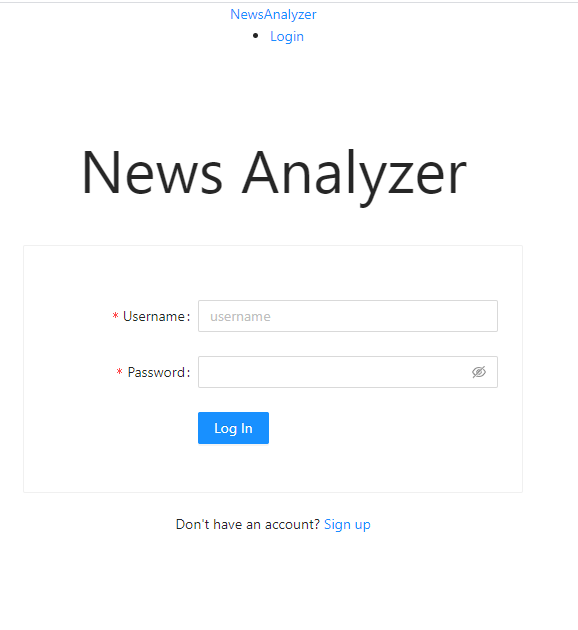 NewsAnalyzer
Login
News Analyzer
* Username:
username
* Password:
Log In
Don't have an account? Sign up